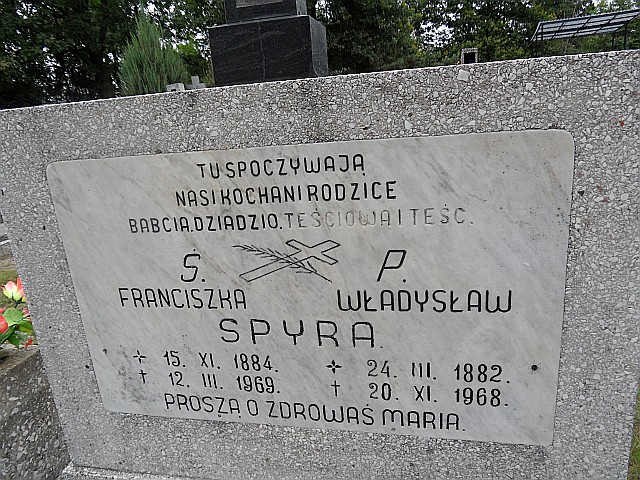 TU SPOCZYWAJĄ
NASI KOCHANI RODZICE
BABCIA, DZIADZIO, TEŚCIOWA I TEŚĆ.
Ś. P.
FRANCISZKA WŁADYSŁAW
SPYRA
15. XI. 1884. 24. III. 1882.
† 12. III. 1969. † 20. XI. 1968.
PROSZĄ O ZDROWAŚ MARIA.